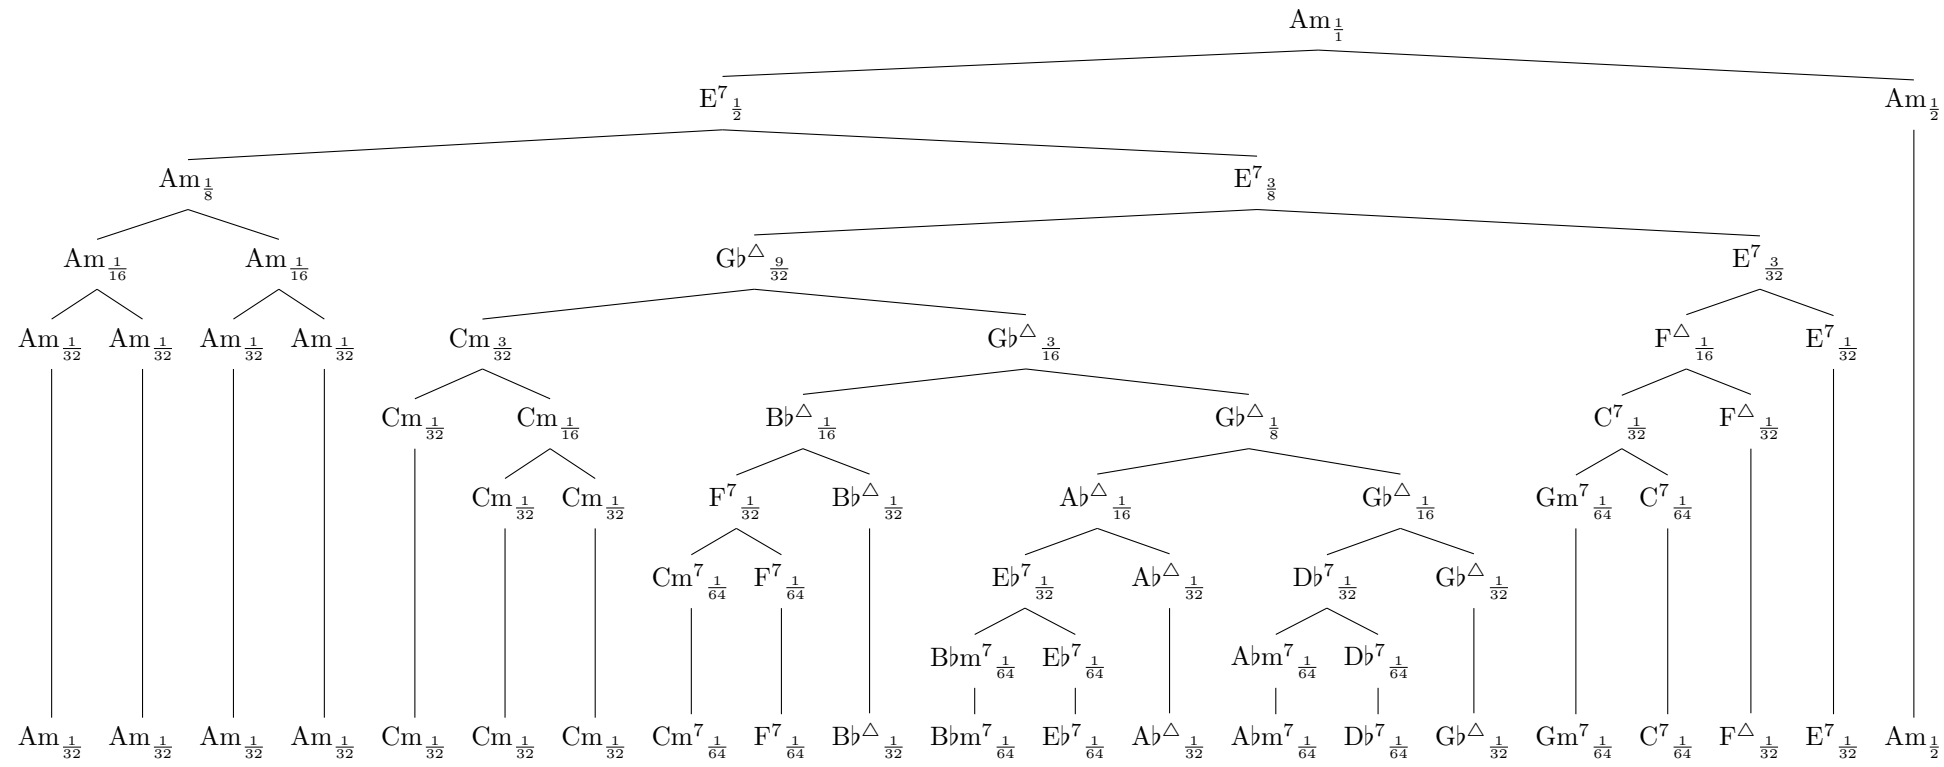 Am 1/1
E⁷ 1/2 Am 1/2
Am 1/8 E⁷ 3/8
Am 1/16 Am 1/16 G♭△ 9/32 E⁷ 3/32
Am 1/32 Am 1/32 Am 1/32 Am 1/32 Cm 3/32 G♭△ 3/16 F△ 1/16 E⁷ 1/32
Cm 1/32 Cm 1/16 B♭△ 1/16 G♭△ 1/8 C⁷ 1/32 F△ 1/32
Cm 1/32 Cm 1/32 F⁷ 1/32 B♭△ 1/32 A♭△ 1/16 G♭△ 1/16 Gm⁷ 1/64 C⁷ 1/64
Cm⁷ 1/64 F⁷ 1/64 E♭⁷ 1/32 A♭△ 1/32 D♭⁷ 1/32 G♭△ 1/32
B♭m⁷ 1/64 E♭⁷ 1/64 A♭m⁷ 1/64 D♭⁷ 1/64
Am 1/32 Am 1/32 Am 1/32 Am 1/32 Cm 1/32 Cm 1/32 Cm 1/32 Cm⁷ 1/64 F⁷ 1/64 B♭△ 1/32 B♭m⁷ 1/64 E♭⁷ 1/64 A♭△ 1/32 A♭m⁷ 1/64 D♭⁷ 1/64 G♭△ 1/32 Gm⁷ 1/64 C⁷ 1/64 F△ 1/32 E⁷ 1/32 Am 1/2